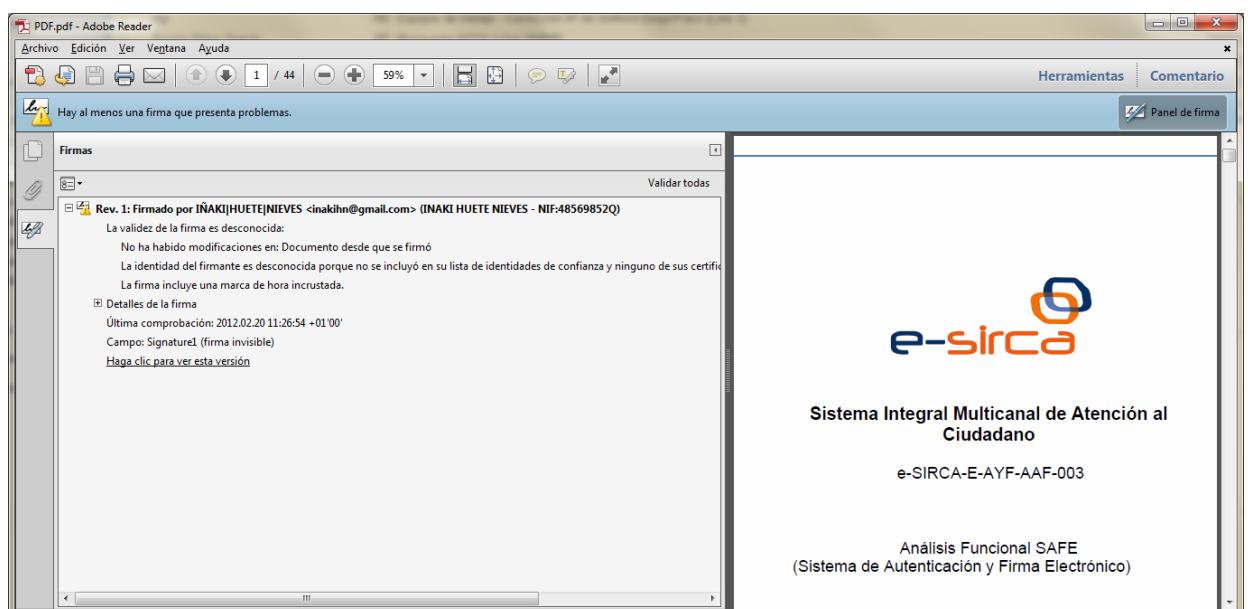 PDF.pdf - Adobe Reader
Archivo Edición Ver Ventana Ayuda
1 / 44 59% Herramientas Comentario
Hay al menos una firma que presenta problemas. Panel de firma
Firmas
Validar todas
Rev. 1: Firmado por IÑAKI|HUETE|NIEVES <inakihn@gmail.com> (INAKI HUETE NIEVES - NIF:48569852Q)
La validez de la firma es desconocida:
No ha habido modificaciones en: Documento desde que se firmó
La identidad del firmante es desconocida porque no se incluyó en su lista de identidades de confianza y ninguno de sus certific
La firma incluye una marca de hora incrustada.
Detalles de la firma
Última comprobación: 2012.02.20 11:26:54 +01'00'
Campo: Signature1 (firma invisible)
Haga clic para ver esta versión
e-sirca
Sistema Integral Multicanal de Atención al
Ciudadano
e-SIRCA-E-AYF-AAF-003
Análisis Funcional SAFE
(Sistema de Autenticación y Firma Electrónico)